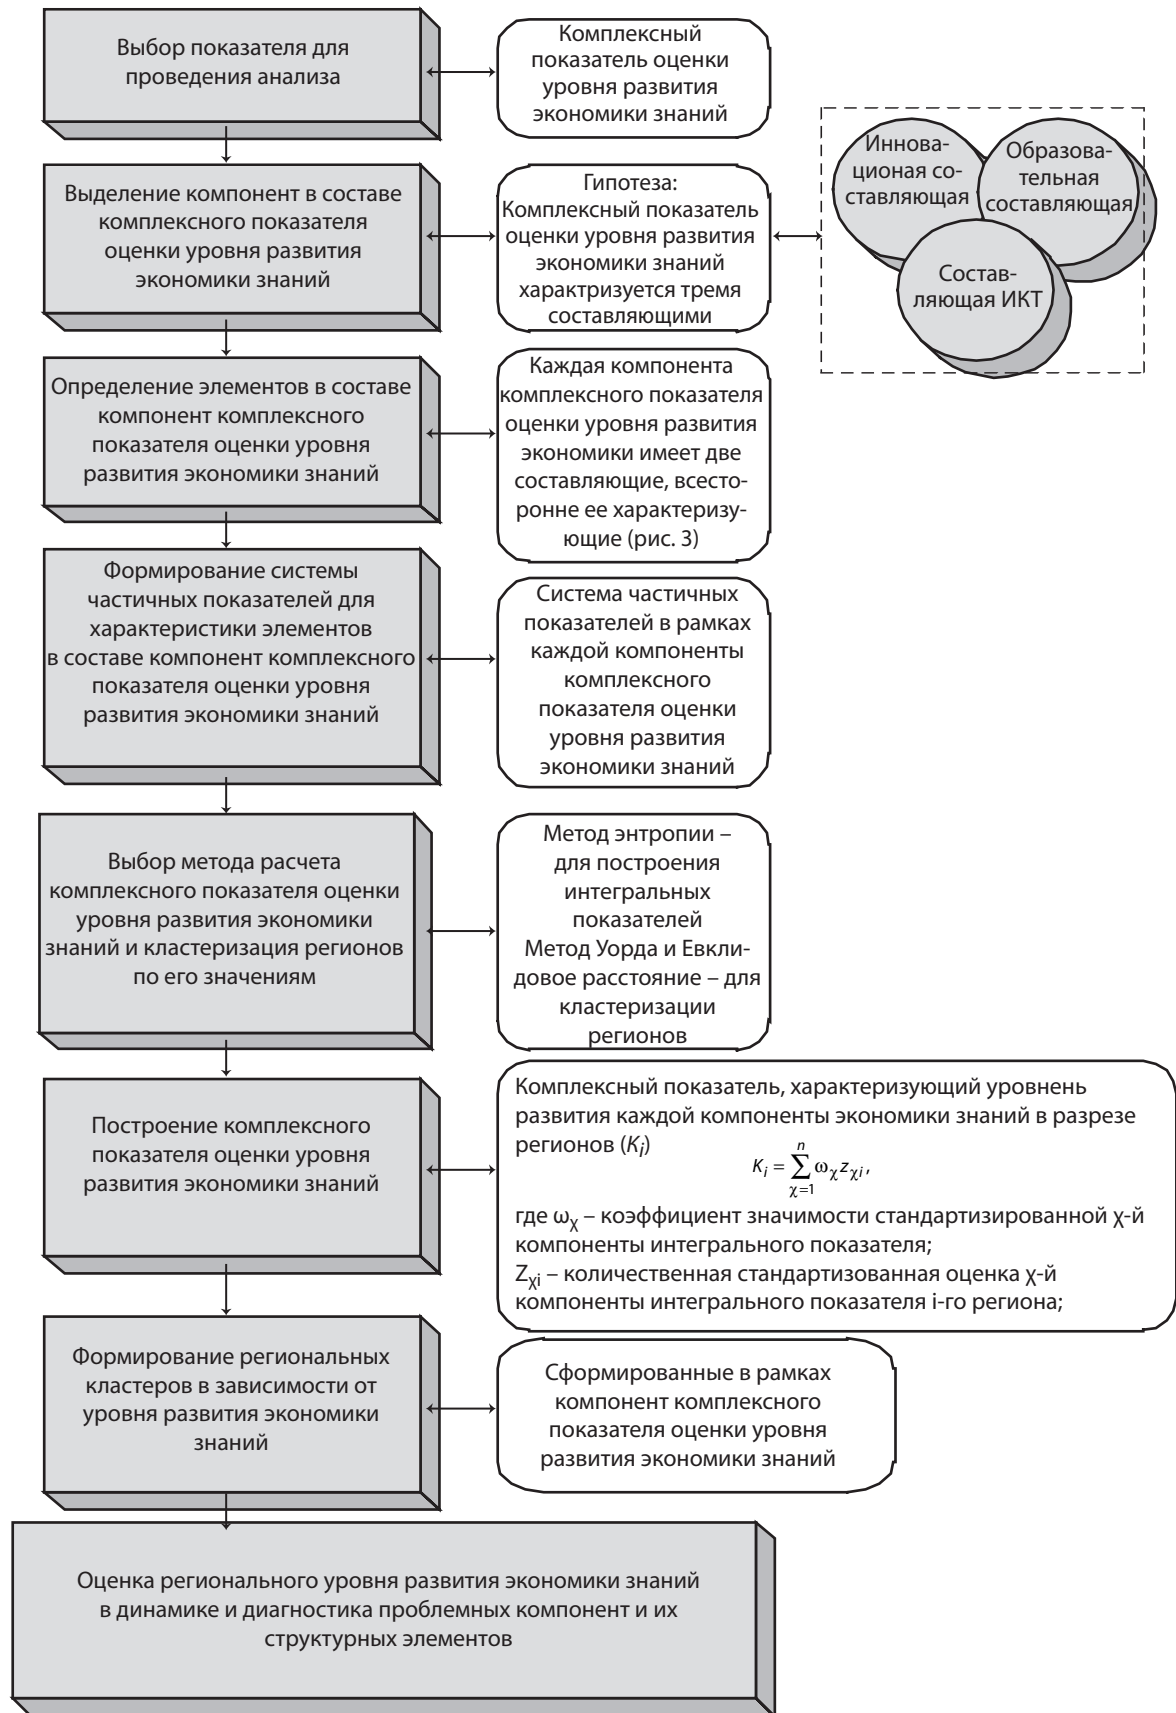 Выбор показателя для
проведения анализа
Комплексный
показатель оценки
уровня развития
экономики знаний
Выделение компонент в составе
комплексного показателя
оценки уровня развития
экономики знаний
Гипотеза:
Комплексный показатель
оценки уровня развития
экономики знаний
характризуется тремя
составляющими
Иннова-
ционая со-
ставляющая
Образова-
тельная
составляющая
Состав-
ляющая ИКТ
Определение элементов в составе
компонент комплексного
показателя оценки уровня
развития экономики знаний
Каждая компонента
комплексного показателя
оценки уровня развития
экономики имеет две
составляющие, всесто-
ронне ее характеризу-
ющие (рис. 3)
Формирование системы
частичных показателей для
характеристики элементов
в составе компонент комплексного
показателя оценки уровня
развития экономики знаний
Система частичных
показателей в рамках
каждой компоненты
комплексного
показателя оценки
уровня развития
экономики знаний
Выбор метода расчета
комплексного показателя оценки
уровня развития экономики
знаний и кластеризация регионов
по его значениям
Метод энтропии –
для построения
интегральных
показателей
Метод Уорда и Евкли-
довое расстояние – для
кластеризации
регионов
Построение комплексного
показателя оценки уровня
развития экономики знаний
Комплексный показатель, характеризующий уровнень
развития каждой компоненты экономики знаний в разрезе
регионов (K_i)
K_i = \sum_{χ=1}^{n} ω_χ z_{χi},
где ω_χ – коэффициент значимости стандартизированной χ-й
компоненты интегрального показателя;
Z_{χi} – количественная стандартизованная оценка χ-й
компоненты интегрального показателя i-го региона;
Формирование региональных
кластеров в зависимости от
уровня развития экономики
знаний
Сформированные в рамках
компонент комплексного
показателя оценки уровня
развития экономики знаний
Оценка регионального уровня развития экономики знаний
в динамике и диагностика проблемных компонент и их
структурных элементов